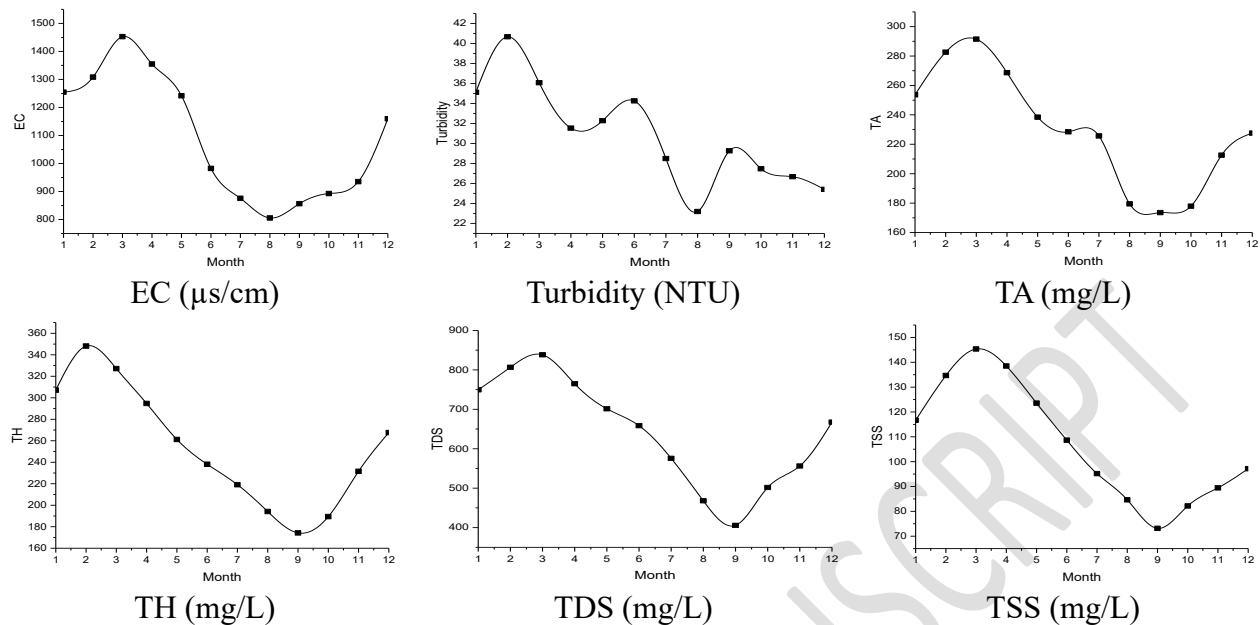 1500
1400
1300
1200
1100
1000
900
800
EC
1 2 3 4 5 6 7 8 9 10 11 12
Month
EC (µs/cm)
42
40
38
36
34
32
30
28
26
24
22
Turbidity
1 2 3 4 5 6 7 8 9 10 11 12
Month
Turbidity (NTU)
300
280
260
240
220
200
180
160
TA
1 2 3 4 5 6 7 8 9 10 11 12
Month
TA (mg/L)
360
340
320
300
280
260
240
220
200
180
160
TH
1 2 3 4 5 6 7 8 9 10 11 12
Month
TH (mg/L)
900
800
700
600
500
400
TDS
1 2 3 4 5 6 7 8 9 10 11 12
Month
TDS (mg/L)
150
140
130
120
110
100
90
80
70
TSS
1 2 3 4 5 6 7 8 9 10 11 12
Month
TSS (mg/L)
USCRIPT